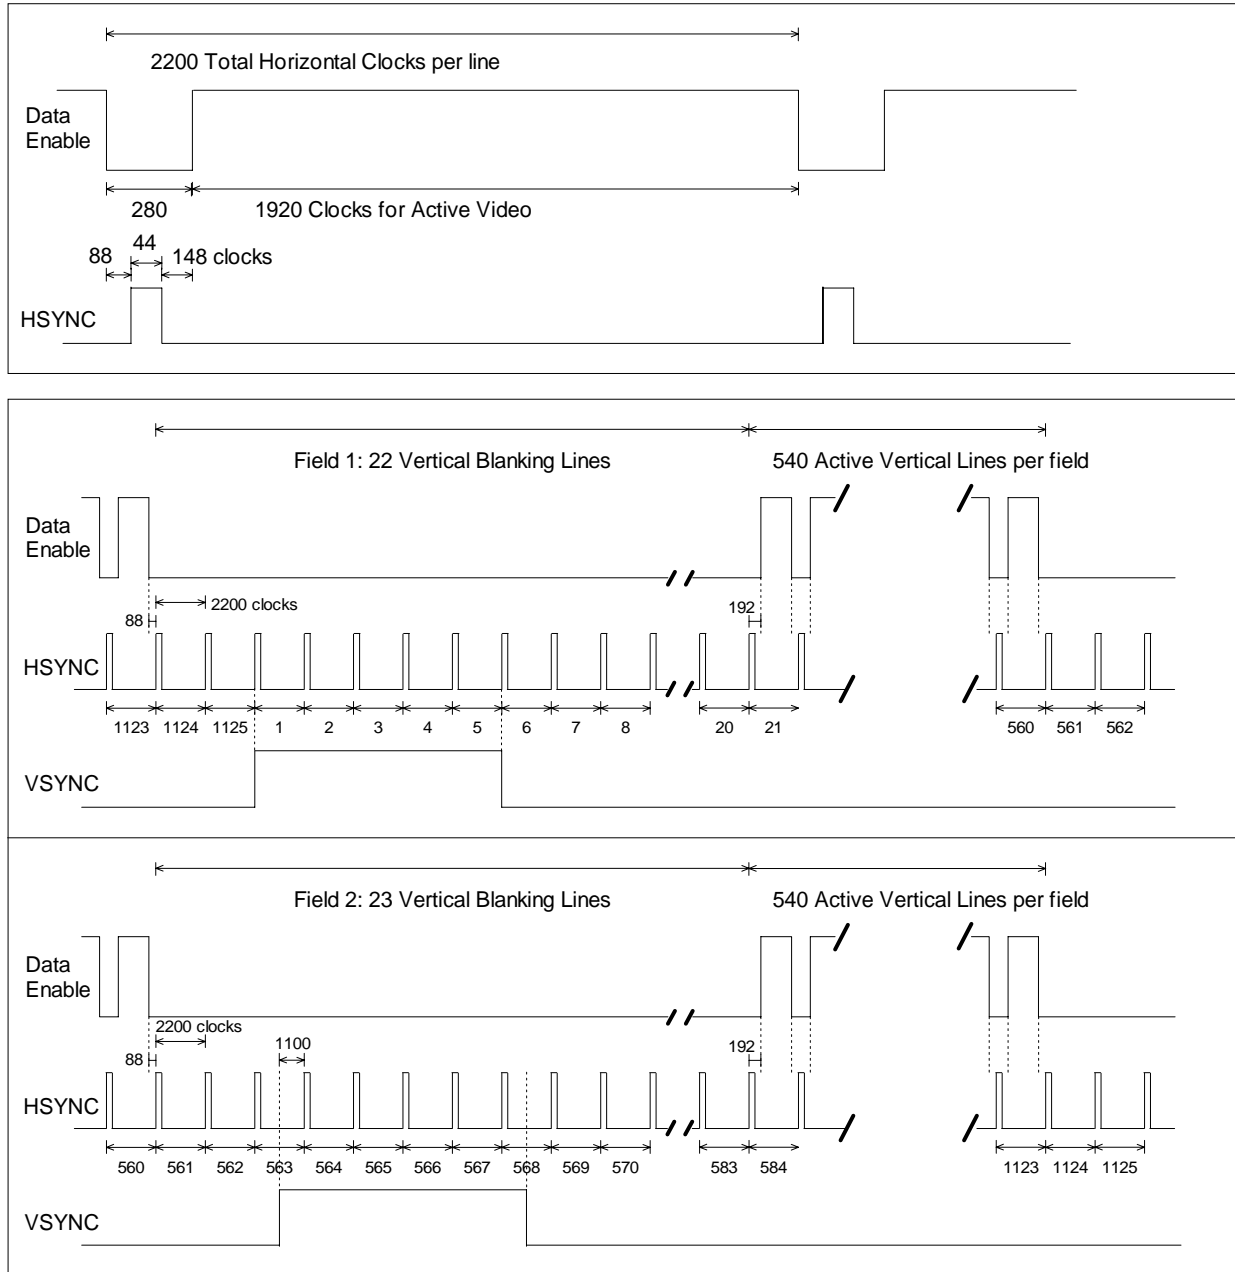 2200 Total Horizontal Clocks per line
Data
Enable
280
1920 Clocks for Active Video
44
88
148 clocks
HSYNC
Field 1: 22 Vertical Blanking Lines
540 Active Vertical Lines per field
Data
Enable
88
2200 clocks
192
HSYNC
1123 1124 1125 1 2 3 4 5 6 7 8 20 21 560 561 562
VSYNC
Field 2: 23 Vertical Blanking Lines
540 Active Vertical Lines per field
Data
Enable
2200 clocks
88
1100
192
HSYNC
560 561 562 563 564 565 566 567 568 569 570 583 584 1123 1124 1125
VSYNC